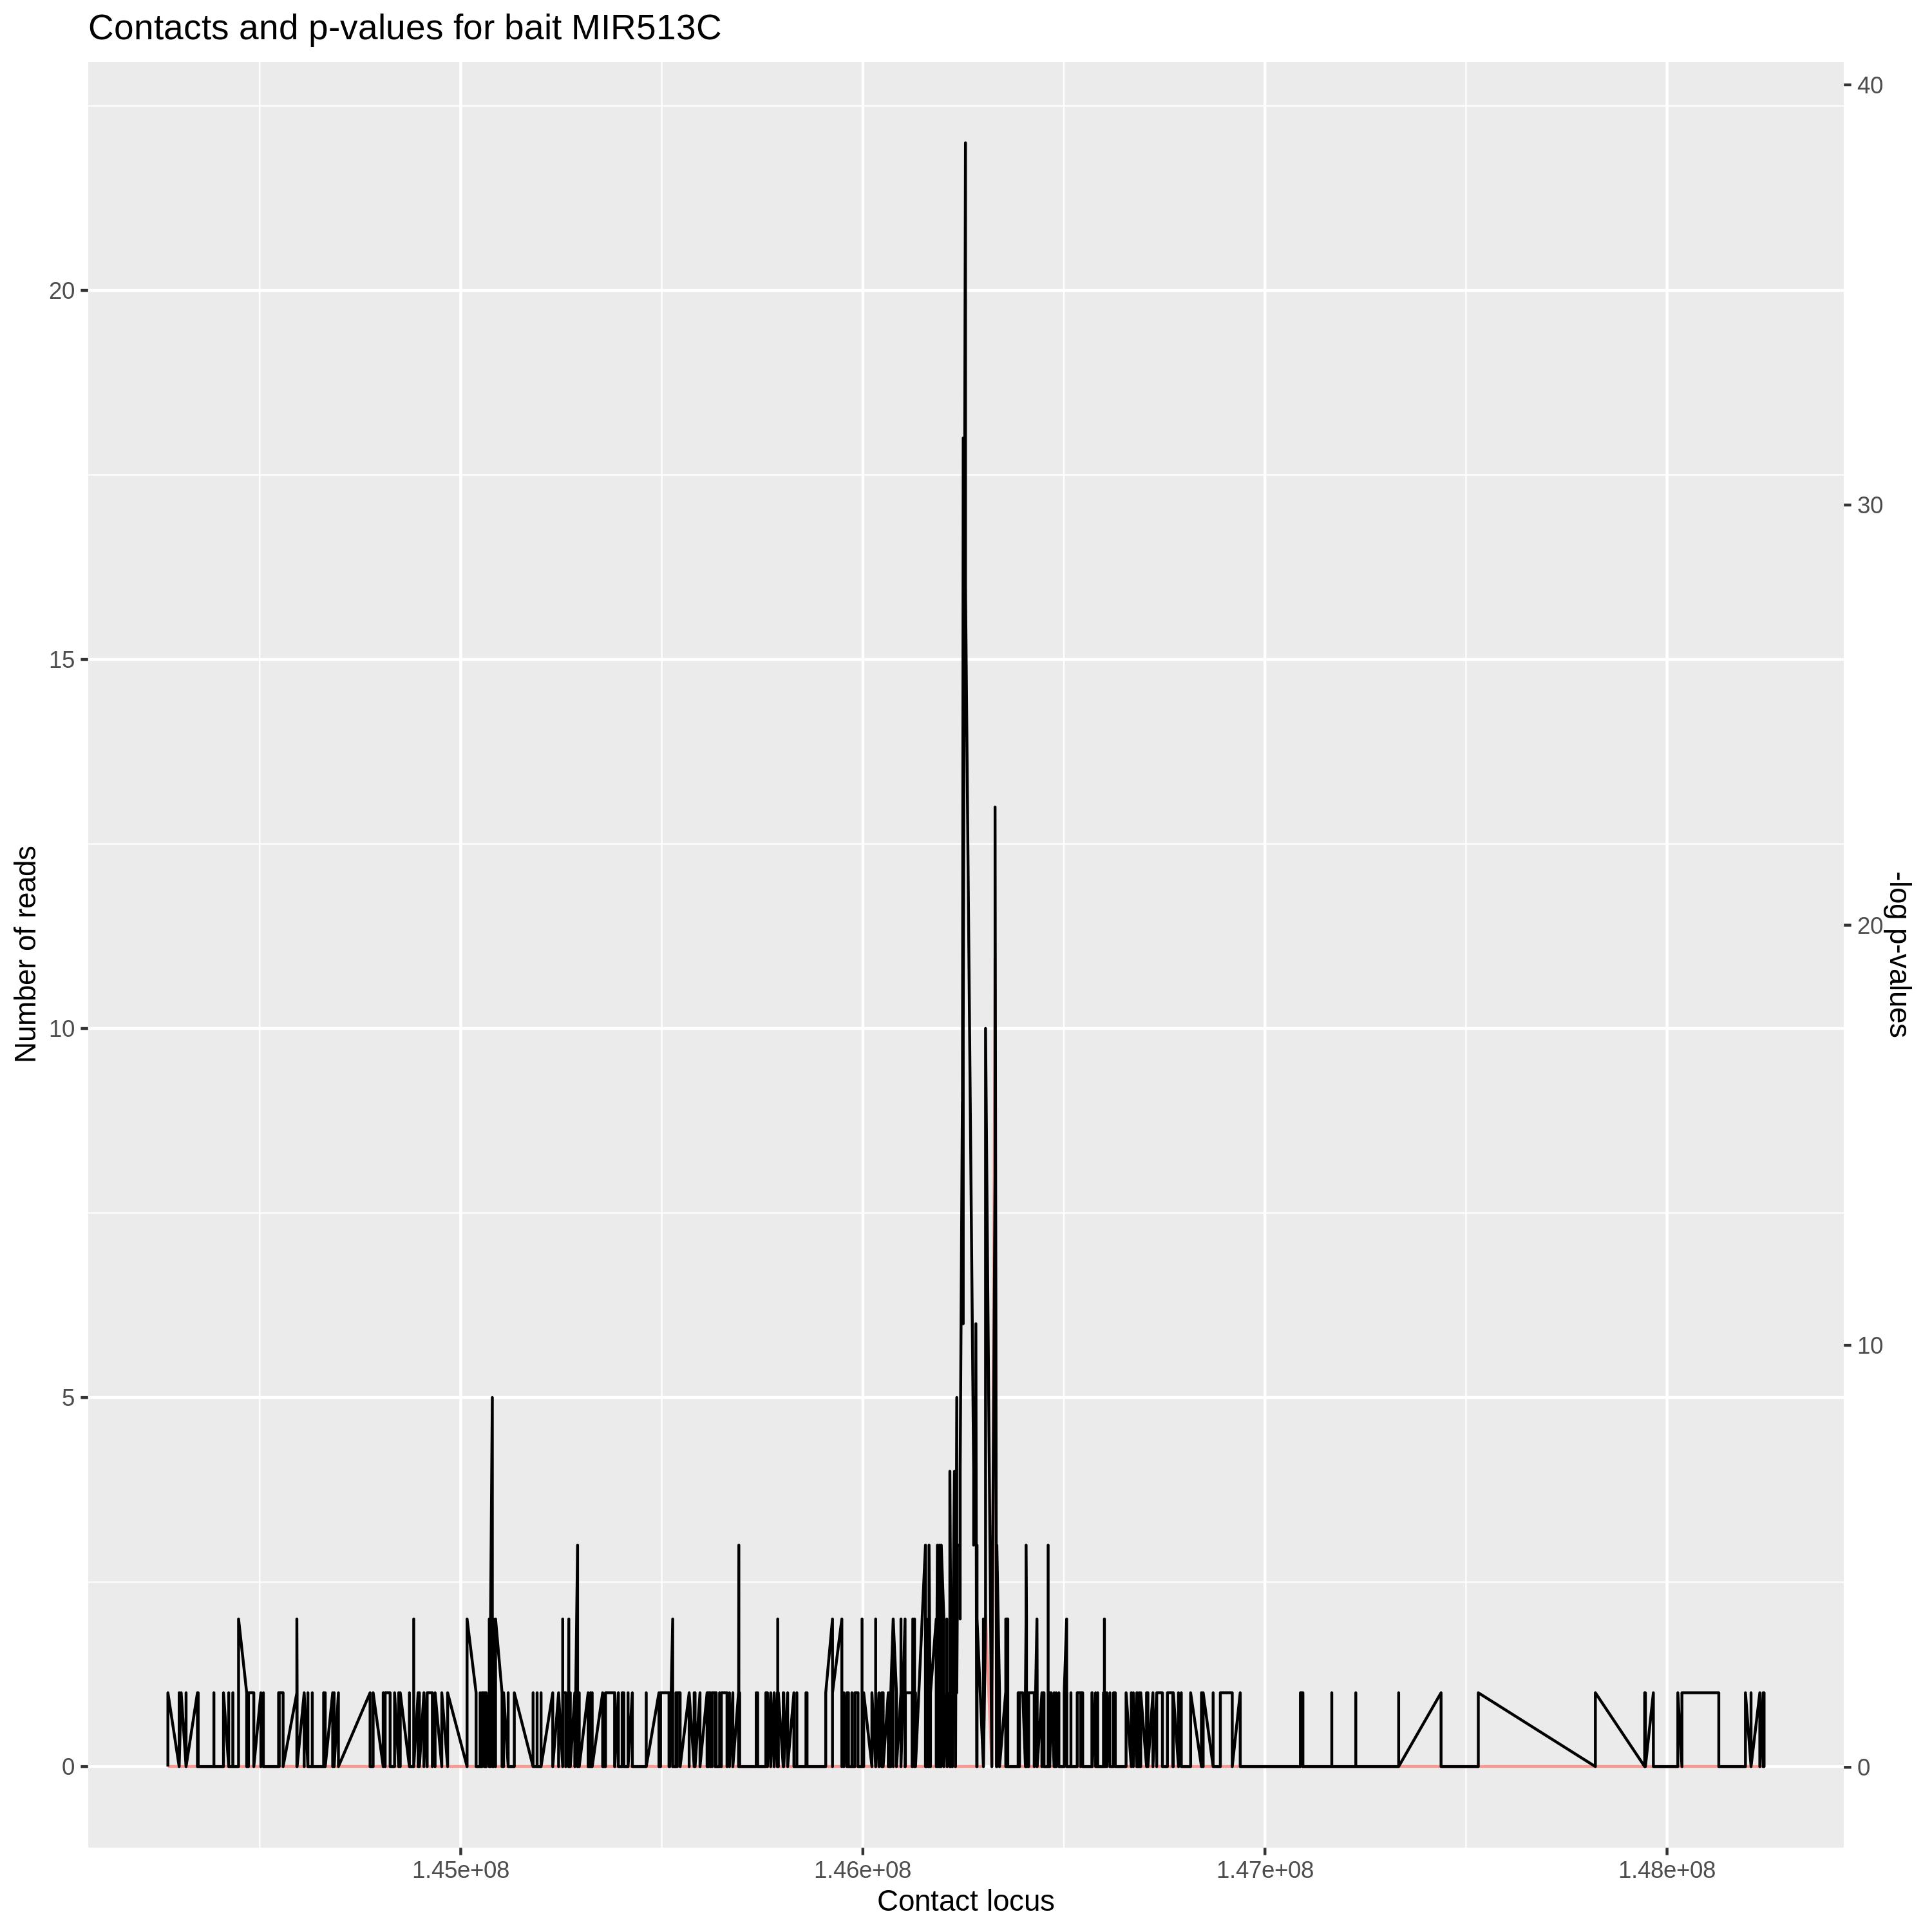 Contacts and p-values for bait MIR513C
40
20
30
15
Number of reads
-log p-values
20
10
10
5
0
0
1.45e+08
1.46e+08
1.47e+08
1.48e+08
Contact locus